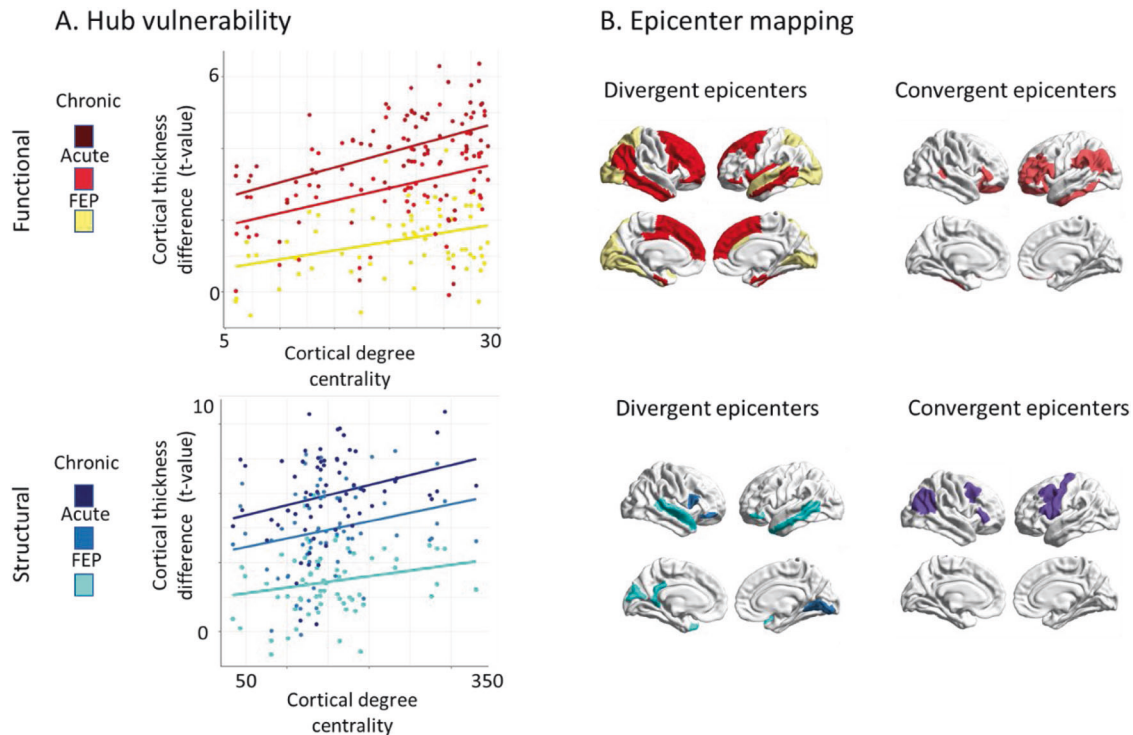 A. Hub vulnerability
B. Epicenter mapping
Functional
Chronic
Acute
FEP
Cortical thickness
difference (t-value)
6
0
5
30
Cortical degree
centrality
Divergent epicenters
Convergent epicenters
Structural
Chronic
Acute
FEP
Cortical thickness
difference (t-value)
10
0
50
350
Cortical degree
centrality
Divergent epicenters
Convergent epicenters